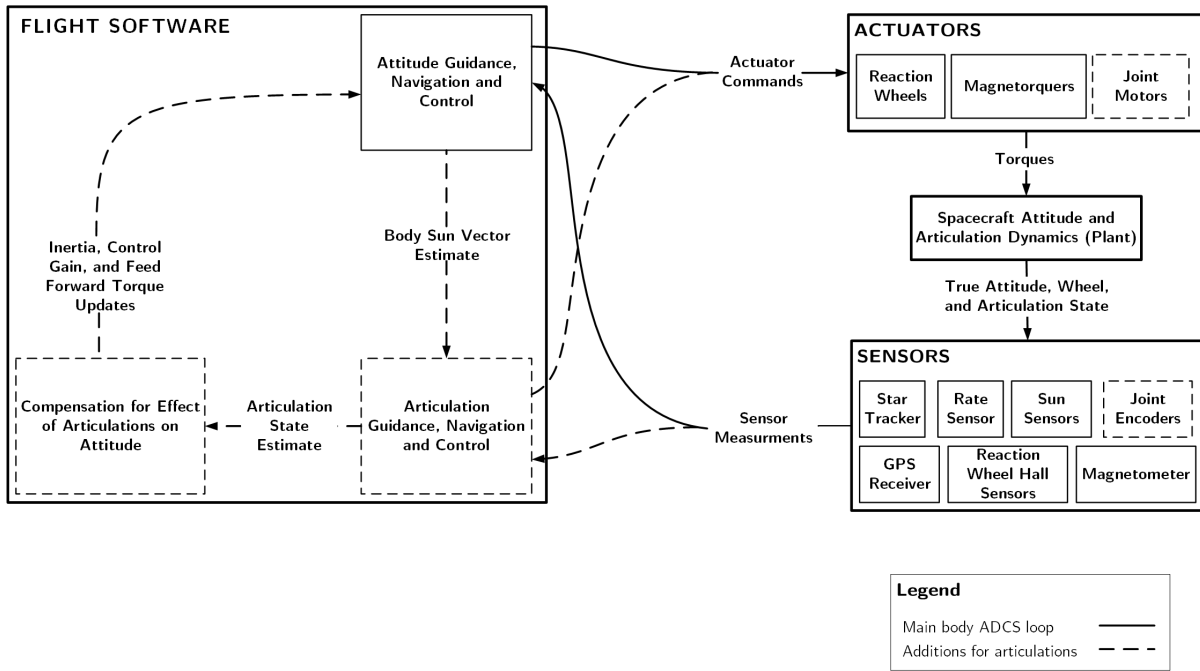 FLIGHT SOFTWARE
Attitude Guidance,
Navigation and
Control
Body Sun Vector
Estimate
Inertia, Control
Gain, and Feed
Forward Torque
Updates
Compensation for Effect
of Articulations on
Attitude
Articulation
State
Estimate
Articulation
Guidance, Navigation
and Control
Actuator
Commands
Sensor
Measurments
ACTUATORS
Reaction
Wheels
Magnetorquers
Joint
Motors
Torques
Spacecraft Attitude and
Articulation Dynamics (Plant)
True Attitude, Wheel,
and Articulation State
SENSORS
Star
Tracker
Rate
Sensor
Sun
Sensors
Joint
Encoders
GPS
Receiver
Reaction
Wheel Hall
Sensors
Magnetometer
Legend
Main body ADCS loop
Additions for articulations